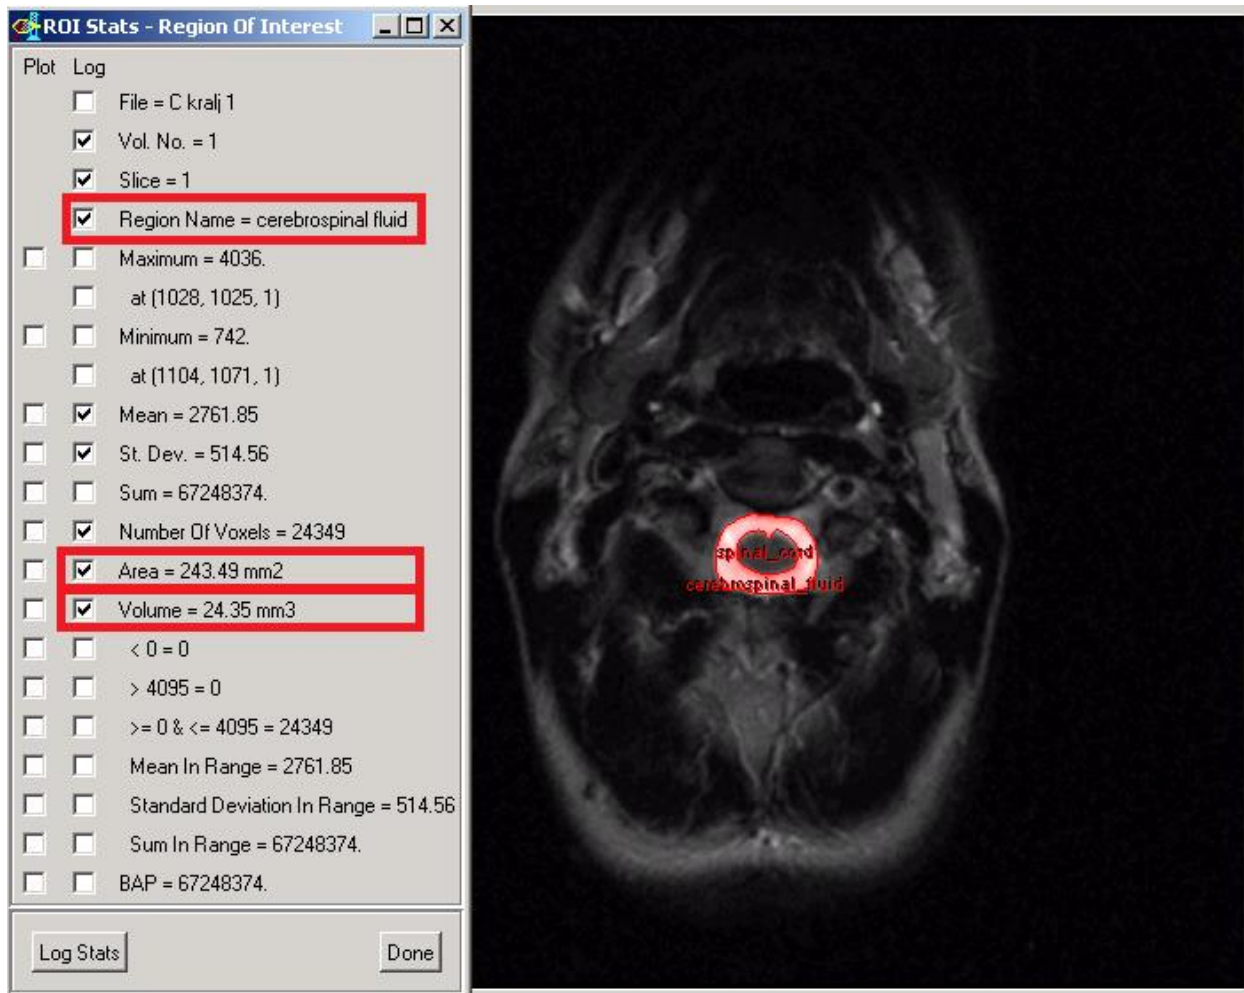 ROI Stats - Region Of Interest
Plot Log
File = C kralj 1
Vol. No. = 1
Slice = 1
Region Name = cerebrospinal fluid
Maximum = 4036.
at (1028, 1025, 1)
Minimum = 742.
at (1104, 1071, 1)
Mean = 2761.85
St. Dev. = 514.56
Sum = 67248374.
Number Of Voxels = 24349
Area = 243.49 mm2
Volume = 24.35 mm3
< 0 = 0
> 4095 = 0
>= 0 & <= 4095 = 24349
Mean In Range = 2761.85
Standard Deviation In Range = 514.56
Sum In Range = 67248374.
BAP = 67248374.
Log Stats Done
spinal_cord
cerebrospinal_fluid